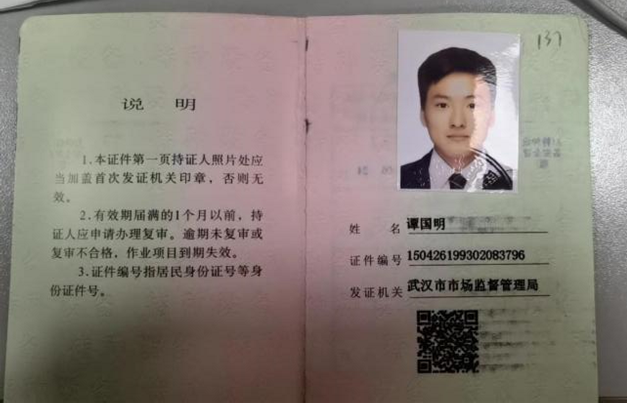 说 明
1.本证件第一页持证人照片处应
当加盖首次发证机关印章，否则无
效。
2.有效期届满的1个月以前，持
证人应申请办理复审。逾期未复审或
复审不合格，作业项目到期失效。
3.证件编号指居民身份证号等身
份证件号。
137
姓 名 谭国明
证件编号 150426199302083796
发证机关 武汉市市场监督管理局